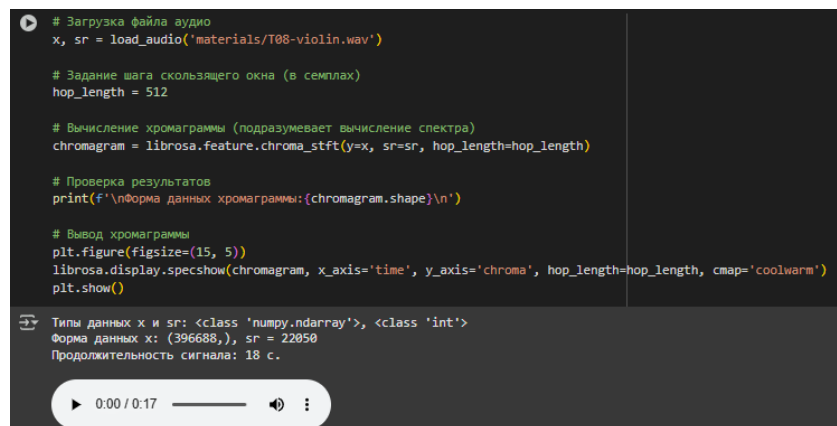 # Загрузка файла аудио
x, sr = load_audio('materials/T08-violin.wav')
# Задание шага скользящего окна (в семплах)
hop_length = 512
# Вычисление хромаграммы (подразумевает вычисление спектра)
chromagram = librosa.feature.chroma_stft(y=x, sr=sr, hop_length=hop_length)
# Проверка результатов
print(f'\nФорма данных хромаграммы:{chromagram.shape}\n')
# Вывод хромаграммы
plt.figure(figsize=(15, 5))
librosa.display.specshow(chromagram, x_axis='time', y_axis='chroma', hop_length=hop_length, cmap='coolwarm')
plt.show()
Типы данных x и sr: <class 'numpy.ndarray'>, <class 'int'>
Форма данных x: (396688,), sr = 22050
Продолжительность сигнала: 18 с.
0:00 / 0:17